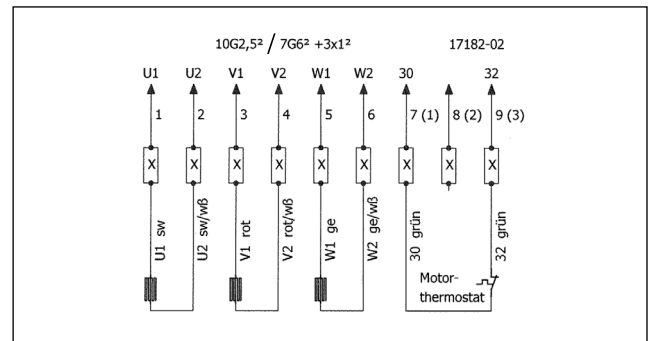 10G2,5² / 7G6² +3x1² 17182-02
U1 U2 V1 V2 W1 W2 30 32
1 2 3 4 5 6 7 (1) 8 (2) 9 (3)
X X X X X X X X X
U1 sw
U2 sw/wß
V1 rot
V2 rot/wß
W1 ge
W2 ge/wß
30 grün
32 grün
Motor-
thermostat